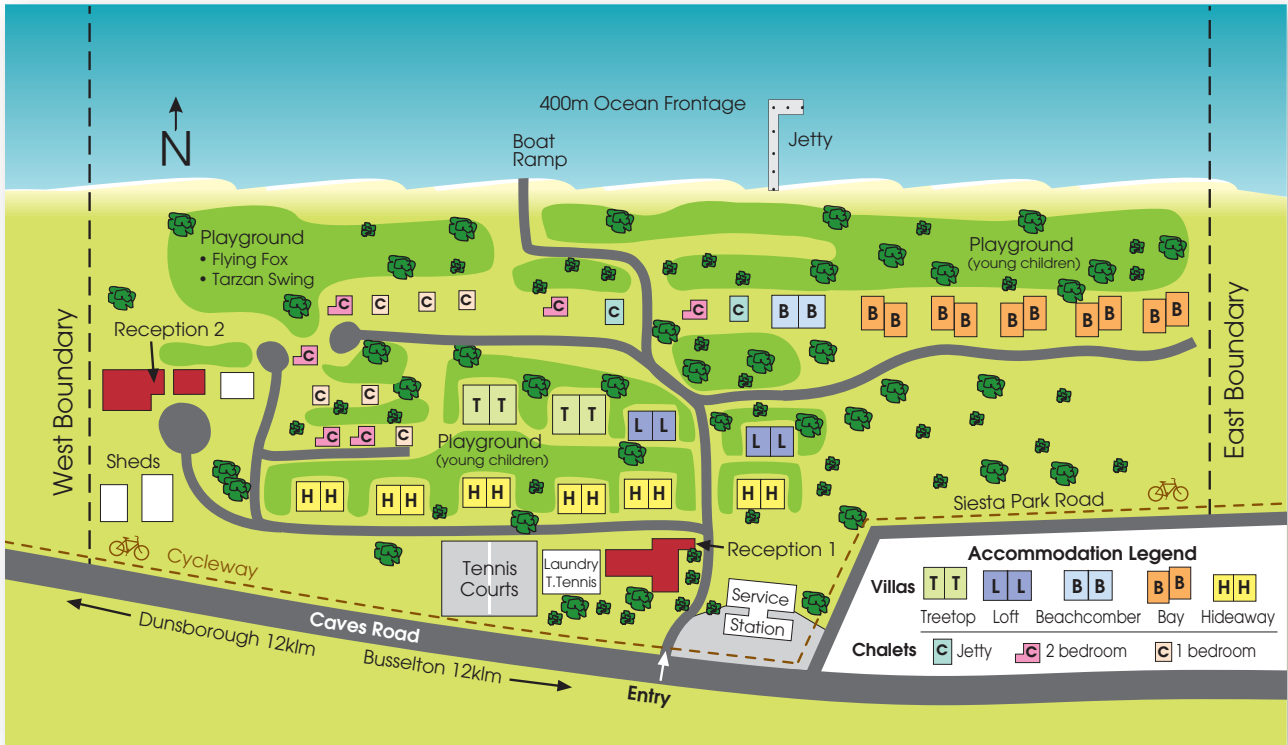 400m Ocean Frontage
Jetty
N
Boat
Ramp
Playground
• Flying Fox
• Tarzan Swing
Playground
(young children)
West Boundary
East Boundary
C
C
C
C
C
C
C
C
B B
B B
B B
B B
B B
B B
Reception 2
C
C
C
T T
T T
L L
L L
C
C
C
Playground
(young children)
Sheds
H H
H H
H H
H H
H H
H H
Siesta Park Road
Cycleway
Tennis
Courts
Laundry
T.Tennis
Reception 1
Service
Station
Accommodation Legend
Villas
T T
L L
B B
B B
H H
Treetop
Loft
Beachcomber
Bay
Hideaway
Chalets
C Jetty
C 2 bedroom
C 1 bedroom
Caves Road
Dunsborough 12klm
Busselton 12klm
Entry